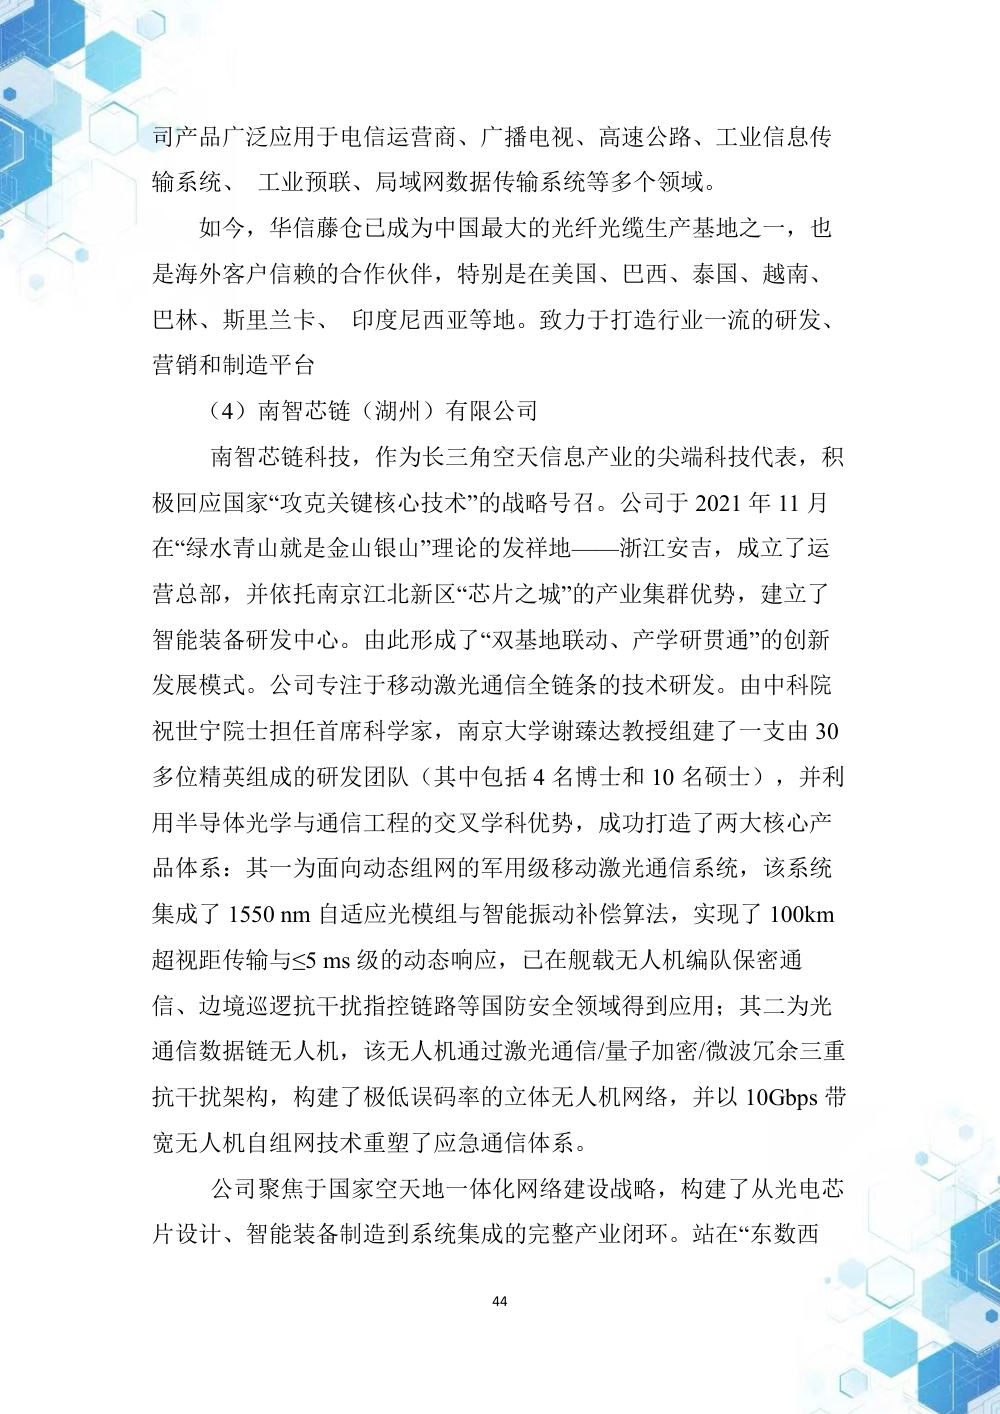 司产品广泛应用于电信运营商、广播电视、高速公路、工业信息传
输系统、 工业预联、局域网数据传输系统等多个领域。
如今，华信藤仓已成为中国最大的光纤光缆生产基地之一，也
是海外客户信赖的合作伙伴，特别是在美国、巴西、泰国、越南、
巴林、斯里兰卡、 印度尼西亚等地。致力于打造行业一流的研发、
营销和制造平台
（4）南智芯链（湖州）有限公司
南智芯链科技，作为长三角空天信息产业的尖端科技代表，积
极回应国家“攻克关键核心技术”的战略号召。公司于 2021 年 11 月
在“绿水青山就是金山银山”理论的发祥地——浙江安吉，成立了运
营总部，并依托南京江北新区“芯片之城”的产业集群优势，建立了
智能装备研发中心。由此形成了“双基地联动、产学研贯通”的创新
发展模式。公司专注于移动激光通信全链条的技术研发。由中科院
祝世宁院士担任首席科学家，南京大学谢臻达教授组建了一支由 30
多位精英组成的研发团队（其中包括 4 名博士和 10 名硕士），并利
用半导体光学与通信工程的交叉学科优势，成功打造了两大核心产
品体系：其一为面向动态组网的军用级移动激光通信系统，该系统
集成了 1550 nm 自适应光模组与智能振动补偿算法，实现了 100km
超视距传输与≤5 ms 级的动态响应，已在舰载无人机编队保密通
信、边境巡逻抗干扰指控链路等国防安全领域得到应用；其二为光
通信数据链无人机，该无人机通过激光通信/量子加密/微波冗余三重
抗干扰架构，构建了极低误码率的立体无人机网络，并以 10Gbps 带
宽无人机自组网技术重塑了应急通信体系。
公司聚焦于国家空天地一体化网络建设战略，构建了从光电芯
片设计、智能装备制造到系统集成的完整产业闭环。站在“东数西
44